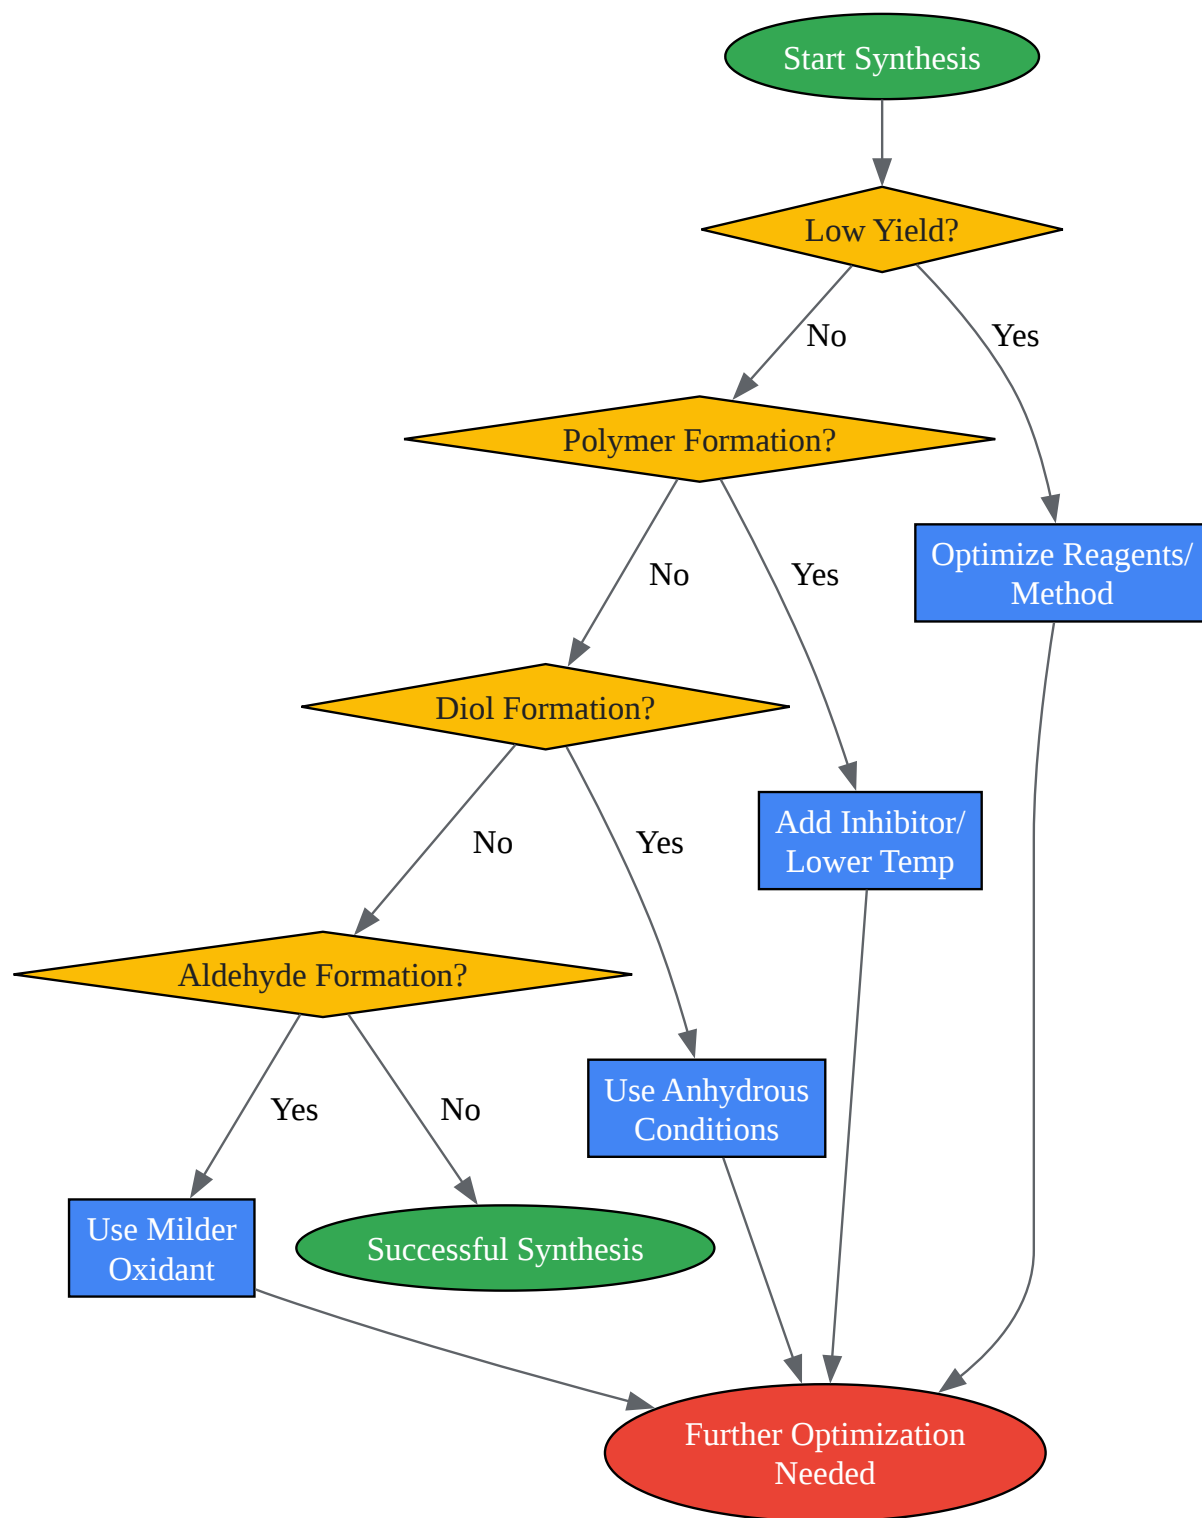 Start Synthesis
Low Yield?
No
Yes
Polymer Formation?
Optimize Reagents/
Method
No
Yes
Diol Formation?
Add Inhibitor/
Lower Temp
No
Yes
Aldehyde Formation?
Use Anhydrous
Conditions
Yes
No
Use Milder
Oxidant
Successful Synthesis
Further Optimization
Needed